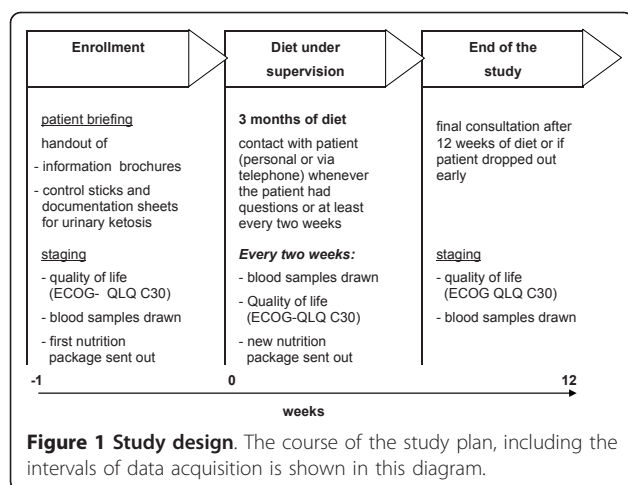 Enrollment
patient briefing
handout of
- information brochures
- control sticks and
documentation sheets
for urinary ketosis
staging
- quality of life
(ECOG- QLQ C30)
- blood samples drawn
- first nutrition
package sent out
Diet under
supervision
3 months of diet
contact with patient
(personal or via
telephone) whenever
the patient had
questions or at least
every two weeks
Every two weeks:
- blood samples drawn
- Quality of life
(ECOG-QLQ C30)
- new nutrition
package sent out
End of the
study
final consultation after
12 weeks of diet or if
patient dropped out
early
staging
- quality of life
(ECOG QLQ C30)
- blood samples drawn
-1 0 12
weeks
Figure 1 Study design. The course of the study plan, including the
intervals of data acquisition is shown in this diagram.